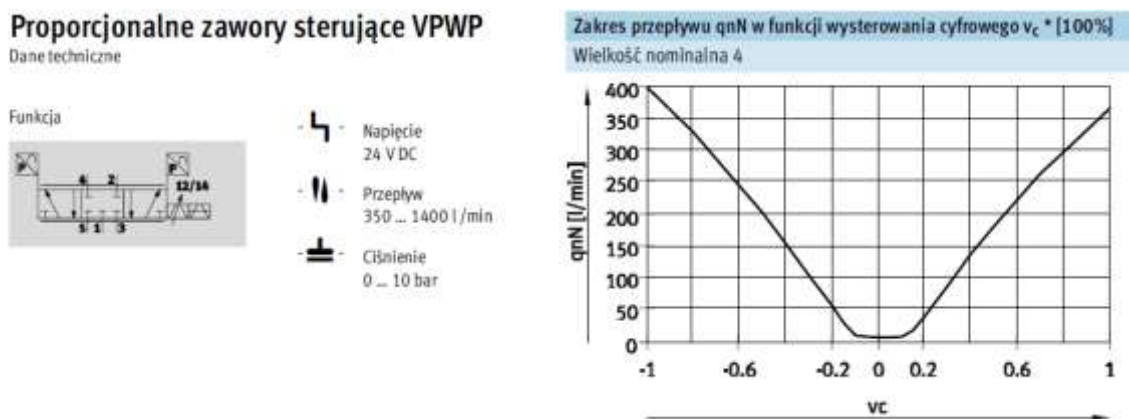 Proporcjonalne zawory sterujące VPWP
Dane techniczne
Funkcja
4 2
12/14
5 1 3
Napięcie
24 V DC
Przepływ
350 ... 1400 l/min
Ciśnienie
0 ... 10 bar
Zakres przepływu qnN w funkcji wysterowania cyfrowego vc * [100%]
Wielkość nominalna 4
qnN [l/min]
400
350
300
250
200
150
100
50
0
-1 -0.6 -0.2 0 0.2 0.6 1
VC